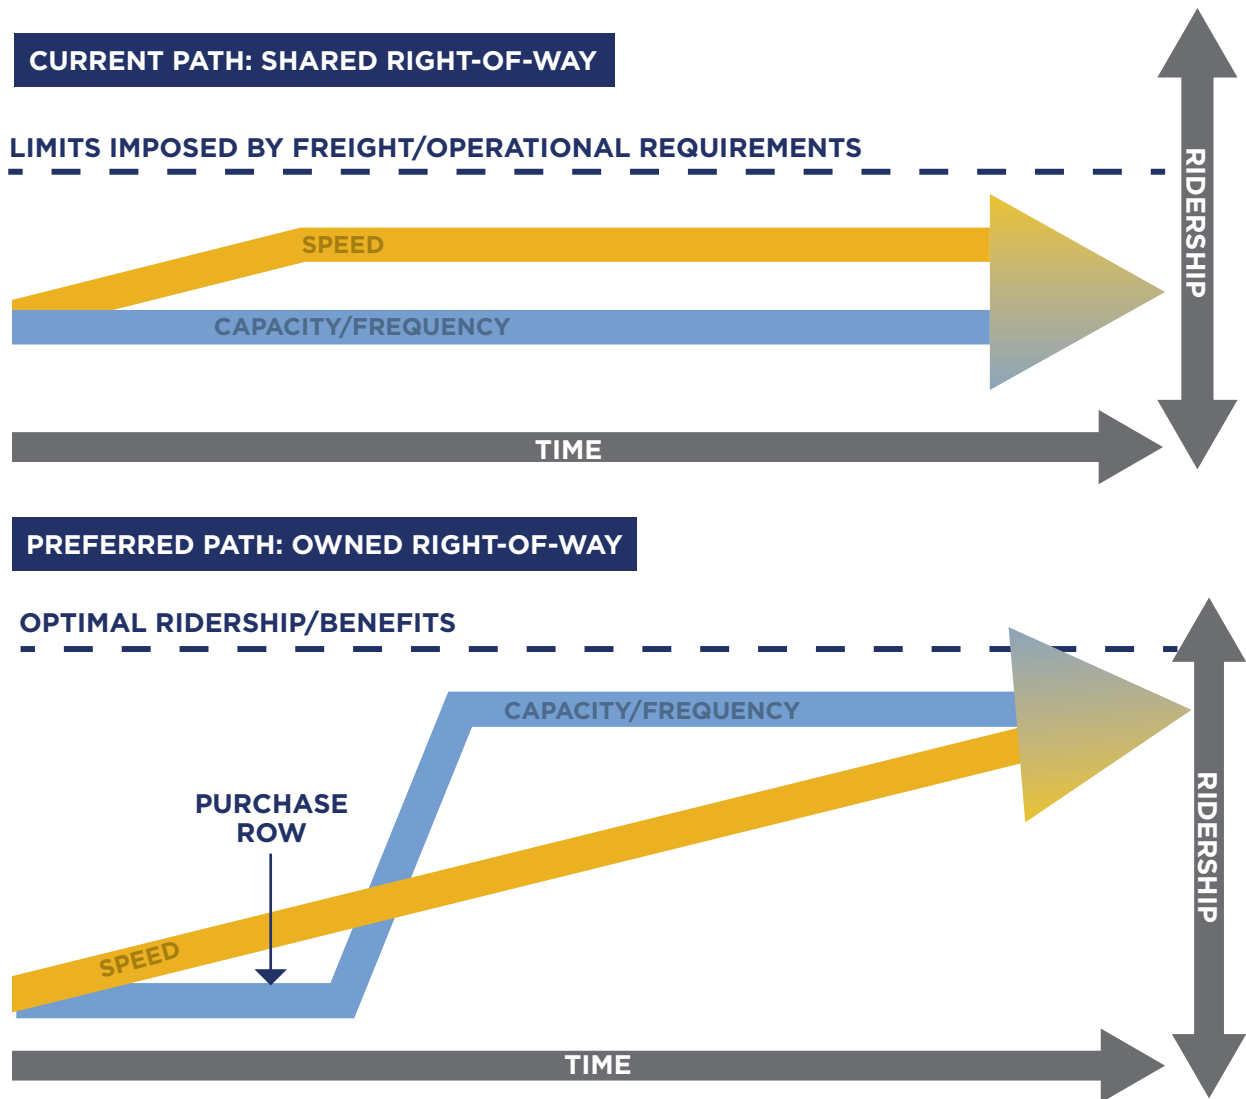 CURRENT PATH: SHARED RIGHT-OF-WAY
LIMITS IMPOSED BY FREIGHT/OPERATIONAL REQUIREMENTS
SPEED
CAPACITY/FREQUENCY
RIDERSHIP
TIME
PREFERRED PATH: OWNED RIGHT-OF-WAY
OPTIMAL RIDERSHIP/BENEFITS
CAPACITY/FREQUENCY
PURCHASE
ROW
SPEED
RIDERSHIP
TIME